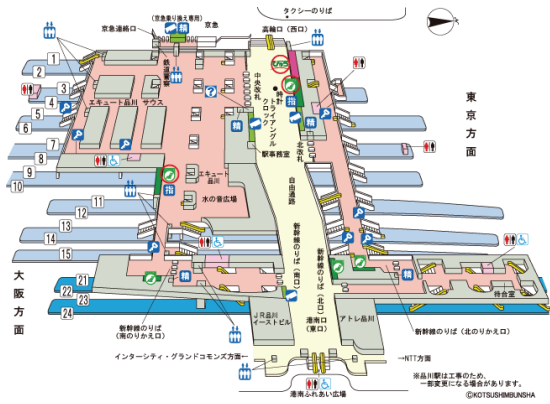 タクシーのりば
(京急乗り換え専用)
京急連絡口
京急
高輪口(西口)
鉄道警察
中央改札
時計
トライアングル
クロック
エキュート品川 サウス
北改札
駅事務室
エキュート
品川
水の音広場
自由通路
東京方面
大阪方面
1
2
3
4
5
6
7
8
9
10
11
12
13
14
15
21
22
23
24
精
指
?
新幹線のりば(南口)
新幹線のりば(北口)
新幹線のりば
(南のりかえ口)
JR品川
イーストビル
アトレ品川
待合室
新幹線のりば(北のりかえ口)
港南口
(東口)
インターシティ・グランドコモンズ方面←
→NTT方面
港南ふれあい広場
※品川駅は工事のため、
一部変更になる場合があります。
©KOTSUSHIMBUNSHA